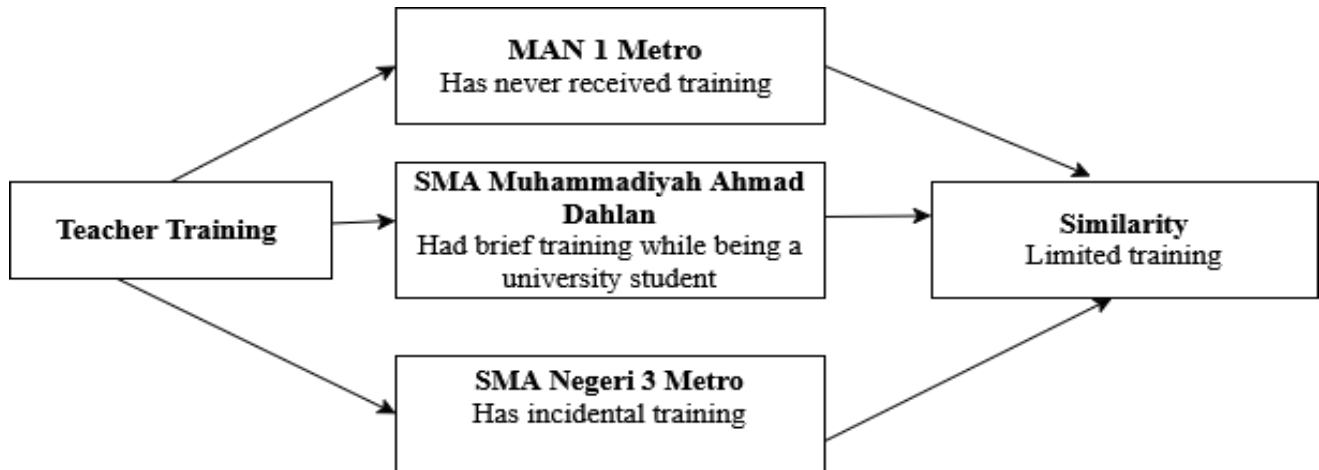 MAN 1 Metro
Has never received training
Teacher Training
SMA Muhammadiyah Ahmad
Dahlan
Had brief training while being a
university student
SMA Negeri 3 Metro
Has incidental training
Similarity
Limited training